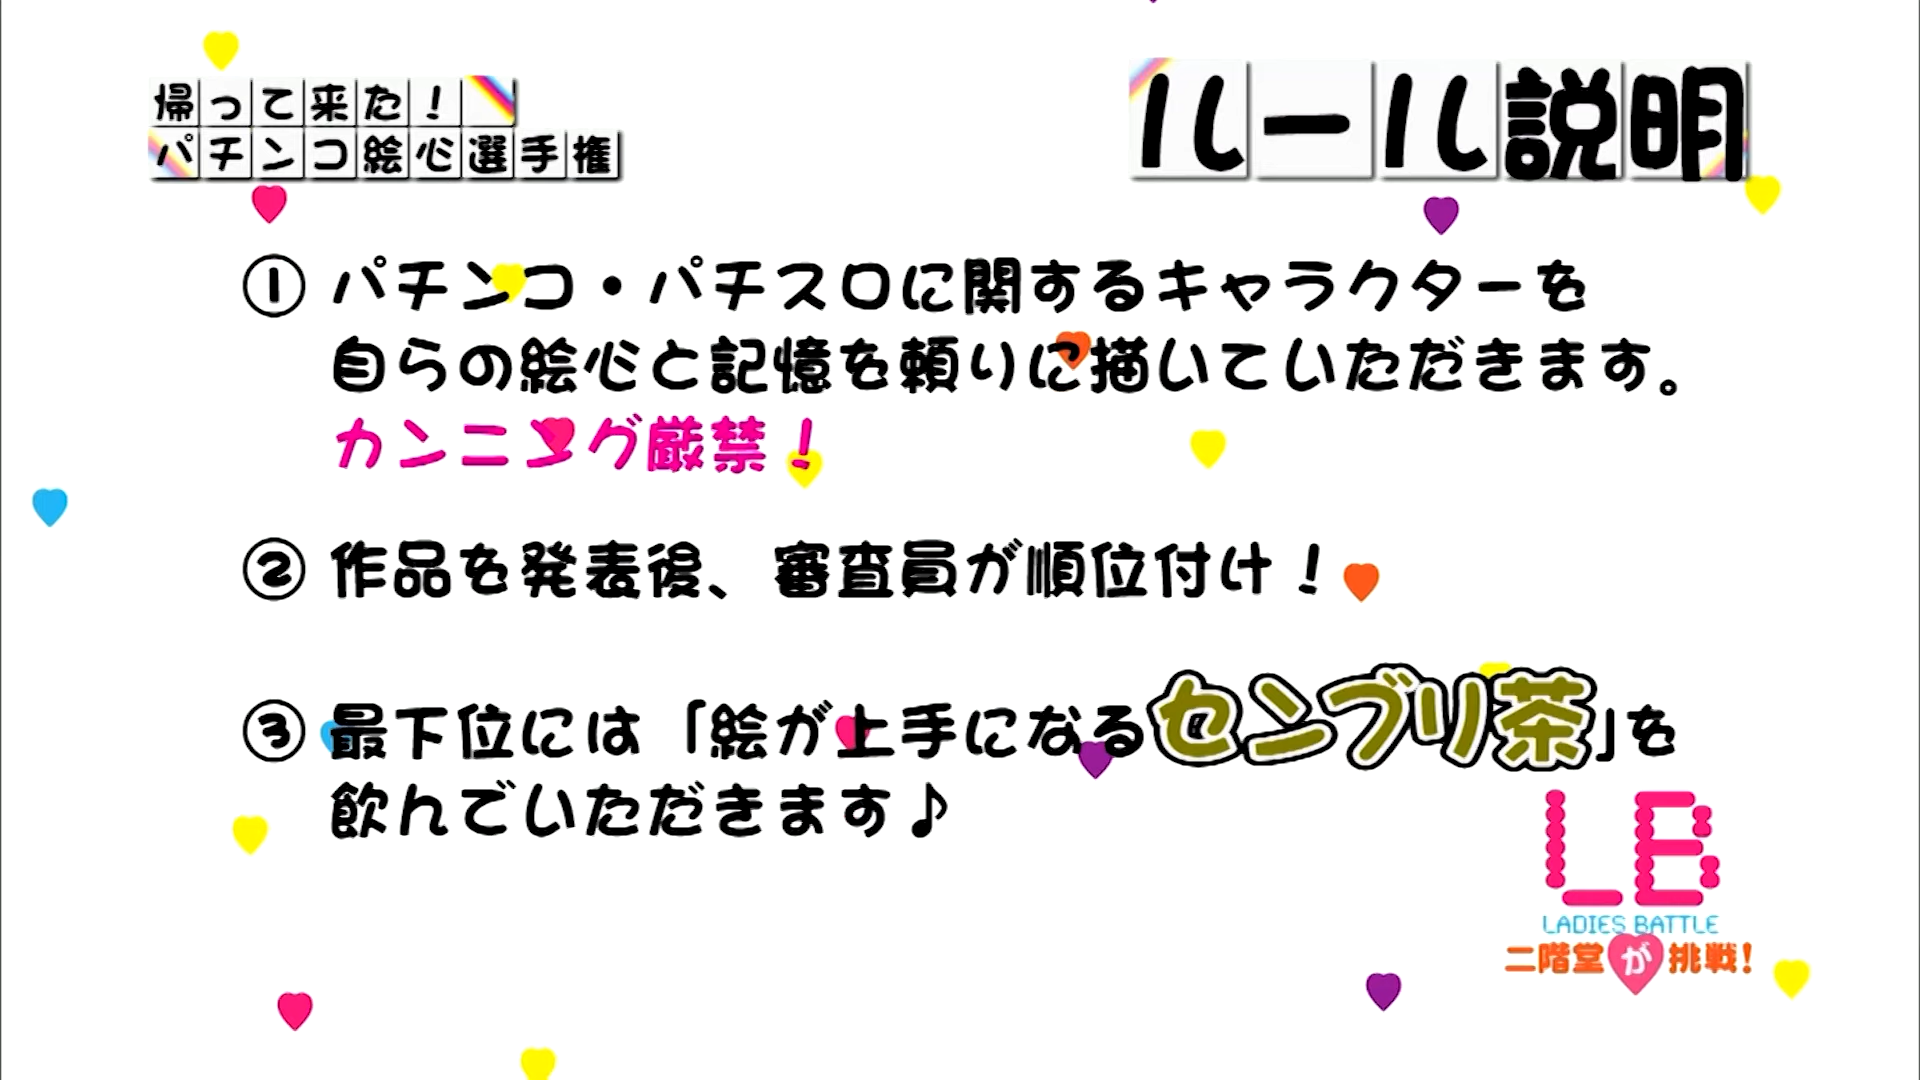 帰って来た!
パチンコ絵心選手権
ルール説明
① パチンコ・パチスロに関するキャラクターを
自らの絵心と記憶を頼りに描いていただきます。
カンニング厳禁!
② 作品を発表後、審査員が順位付け!
③ 最下位には「絵が上手になるセンブリ茶」を
飲んでいただきます♪
LB
LADIES BATTLE
二階堂が挑戦!